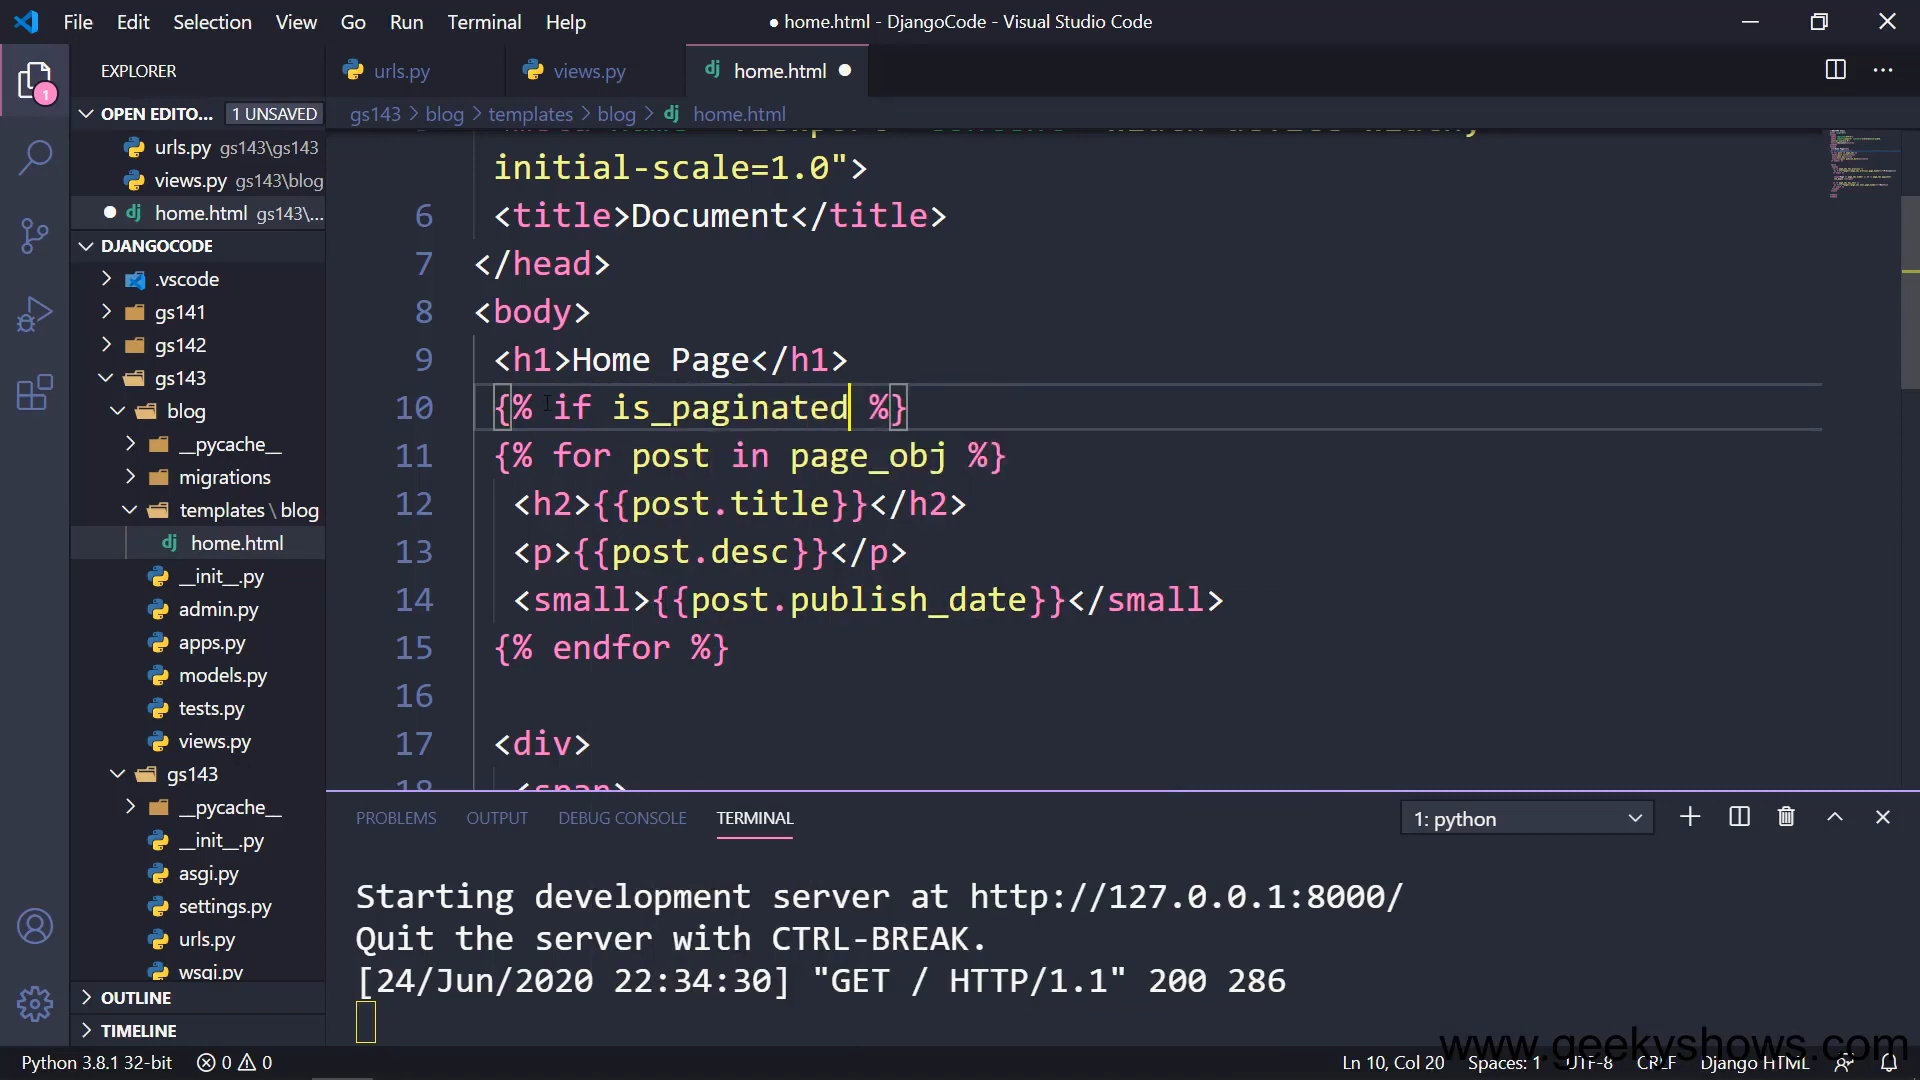 File Edit Selection View Go Run Terminal Help
● home.html - DjangoCode - Visual Studio Code
EXPLORER
1
OPEN EDITO... 1 UNSAVED
urls.py gs143\gs143
views.py gs143\blog
home.html gs143\...
DJANGOCODE
.vscode
gs141
gs142
gs143
blog
__pycache__
migrations
templates \ blog
home.html
__init__.py
admin.py
apps.py
models.py
tests.py
views.py
gs143
__pycache__
__init__.py
asgi.py
settings.py
urls.py
wsgi.py
OUTLINE
TIMELINE
urls.py views.py home.html
gs143 > blog > templates > blog > home.html
initial-scale=1.0">
6 <title>Document</title>
7 </head>
8 <body>
9 <h1>Home Page</h1>
10 {% if is_paginated %}
11 {% for post in page_obj %}
12 <h2>{{post.title}}</h2>
13 <p>{{post.desc}}</p>
14 <small>{{post.publish_date}}</small>
15 {% endfor %}
16
17 <div>
18 <span>
PROBLEMS OUTPUT DEBUG CONSOLE TERMINAL
1: python
Starting development server at http://127.0.0.1:8000/
Quit the server with CTRL-BREAK.
[24/Jun/2020 22:34:30] "GET / HTTP/1.1" 200 286
www.geekyshows.com
Python 3.8.1 32-bit 0 0
Ln 10, Col 20 Spaces: 1 UTF-8 CRLF Django HTML